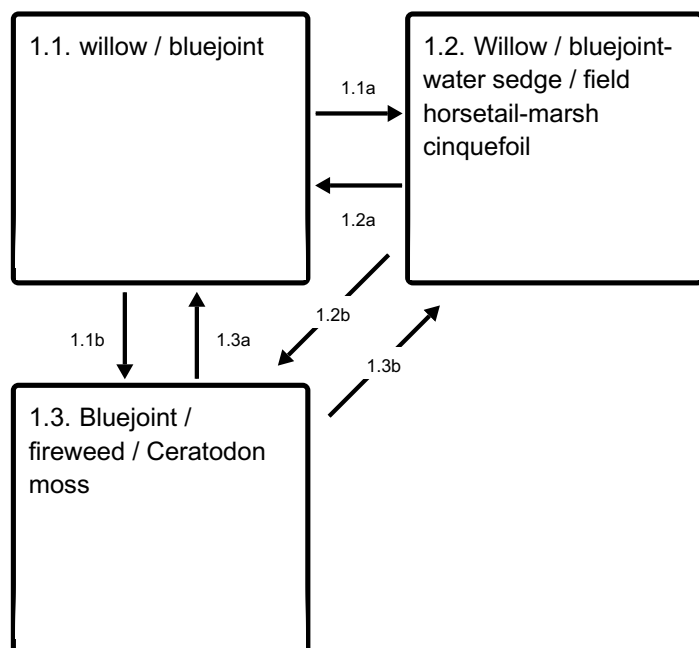 1.1. willow / bluejoint
1.2. Willow / bluejoint-
water sedge / field
horsetail-marsh
cinquefoil
1.1a
1.2a
1.2b
1.1b
1.3a
1.3b
1.3. Bluejoint /
fireweed / Ceratodon
moss